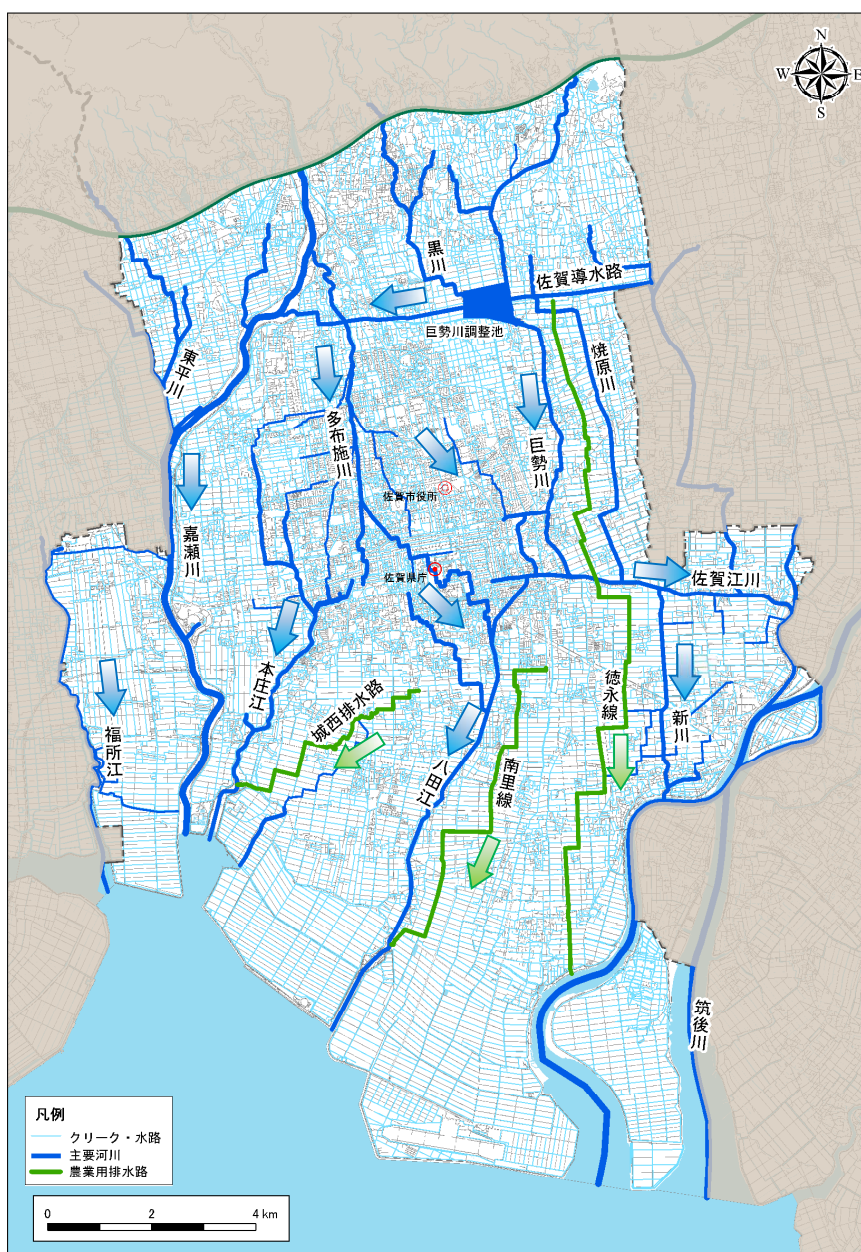 N
W
E
S
黒川
佐賀導水路
巨勢川調整池
東平川
焼原川
多布施川
巨勢川
佐賀市役所
嘉瀬川
佐賀県庁
佐賀江川
本庄江
徳永線
城西排水路
新川
福所江
八田江
南里線
筑後川
凡例
クリーク・水路
主要河川
農業用排水路
0 2 4 km